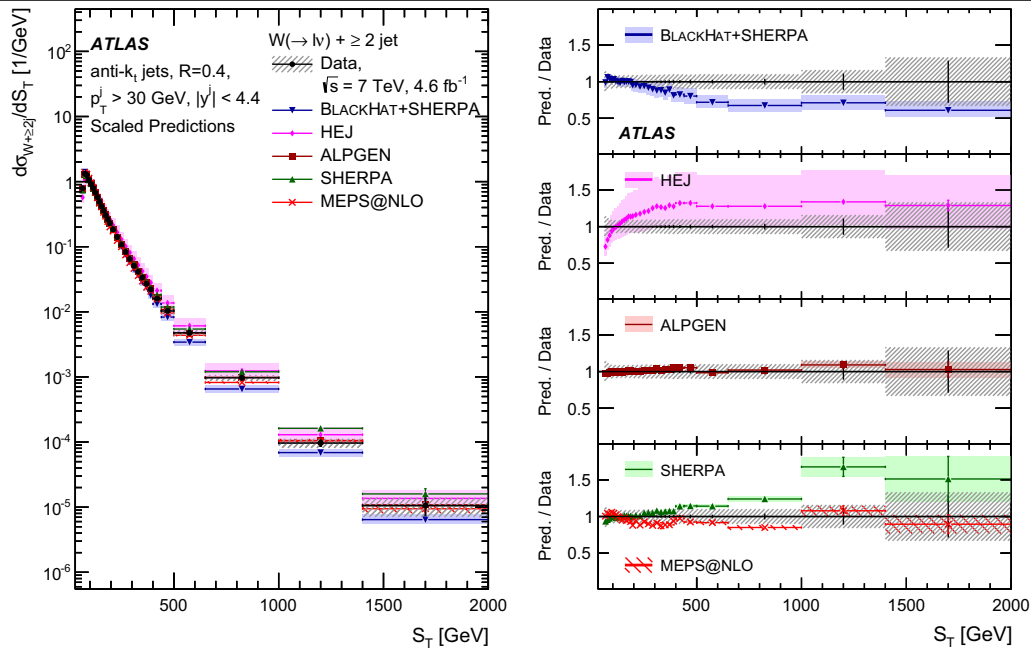 dσ_{W+≥2j}/dS_T [1/GeV]
10²
10
1
10⁻¹
10⁻²
10⁻³
10⁻⁴
10⁻⁵
10⁻⁶
ATLAS
anti-k_t jets, R=0.4,
p_T^j > 30 GeV, |y^j| < 4.4
Scaled Predictions
W(→ lν) + ≥ 2 jet
Data,
√s = 7 TeV, 4.6 fb⁻¹
BLACKHAT+SHERPA
HEJ
ALPGEN
SHERPA
MEPS@NLO
500 1000 1500 2000
S_T [GeV]
Pred. / Data
1.5
1
0.5
BLACKHAT+SHERPA
ATLAS
Pred. / Data
1.5
1
0.5
HEJ
Pred. / Data
1.5
1
0.5
ALPGEN
Pred. / Data
1.5
1
0.5
SHERPA
MEPS@NLO
500 1000 1500 2000
S_T [GeV]